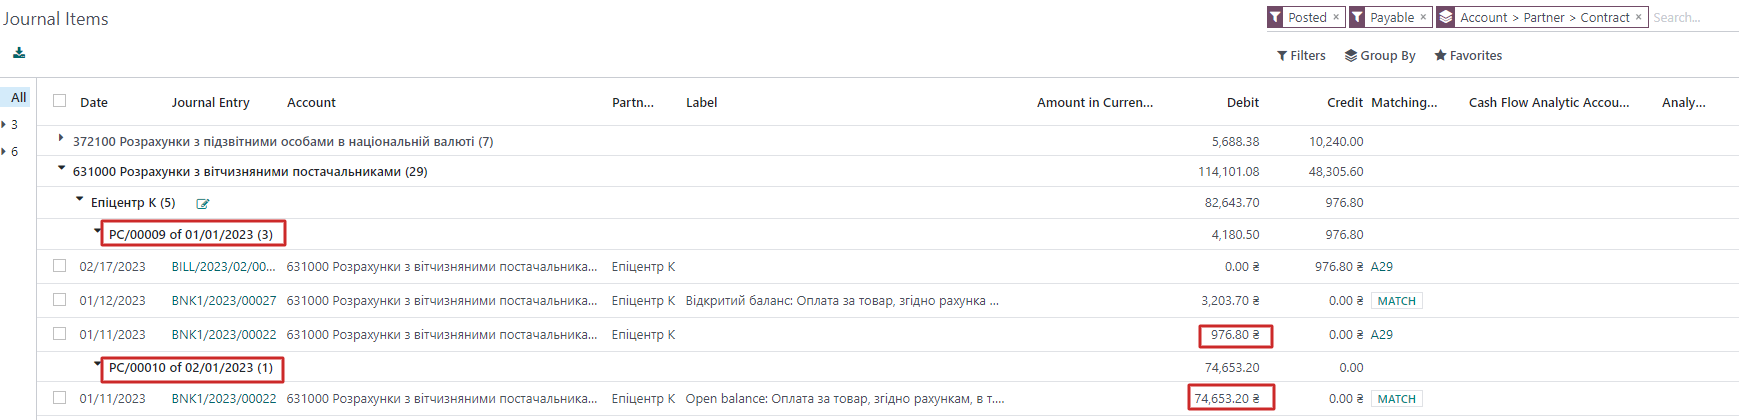 Journal Items
Posted × Payable × Account > Partner > Contract × Search...
Filters Group By Favorites
All
3
6
Date Journal Entry Account Partn... Label Amount in Curren... Debit Credit Matching... Cash Flow Analytic Accou... Analy...
372100 Розрахунки з підзвітними особами в національній валюті (7) 5,688.38 10,240.00
631000 Розрахунки з вітчизняними постачальниками (29) 114,101.08 48,305.60
Епіцентр К (5) 82,643.70 976.80
PC/00009 of 01/01/2023 (3) 4,180.50 976.80
02/17/2023 BILL/2023/02/00... 631000 Розрахунки з вітчизняними постачальника... Епіцентр К 0.00 ₴ 976.80 ₴ A29
01/12/2023 BNK1/2023/00027 631000 Розрахунки з вітчизняними постачальника... Епіцентр К Відкритий баланс: Оплата за товар, згідно рахунка ... 3,203.70 ₴ 0.00 ₴ MATCH
01/11/2023 BNK1/2023/00022 631000 Розрахунки з вітчизняними постачальника... Епіцентр К 976.80 ₴ 0.00 ₴ A29
PC/00010 of 02/01/2023 (1) 74,653.20 0.00
01/11/2023 BNK1/2023/00022 631000 Розрахунки з вітчизняними постачальника... Епіцентр К Open balance: Оплата за товар, згідно рахункам, в т.... 74,653.20 ₴ 0.00 ₴ MATCH